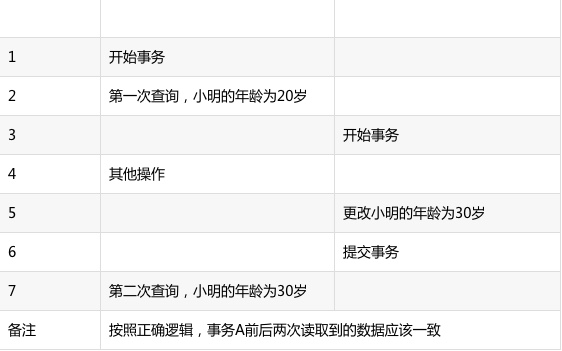 1 开始事务
2 第一次查询，小明的年龄为20岁
3 开始事务
4 其他操作
5 更改小明的年龄为30岁
6 提交事务
7 第二次查询，小明的年龄为30岁
备注 按照正确逻辑，事务A前后两次读取到的数据应该一致